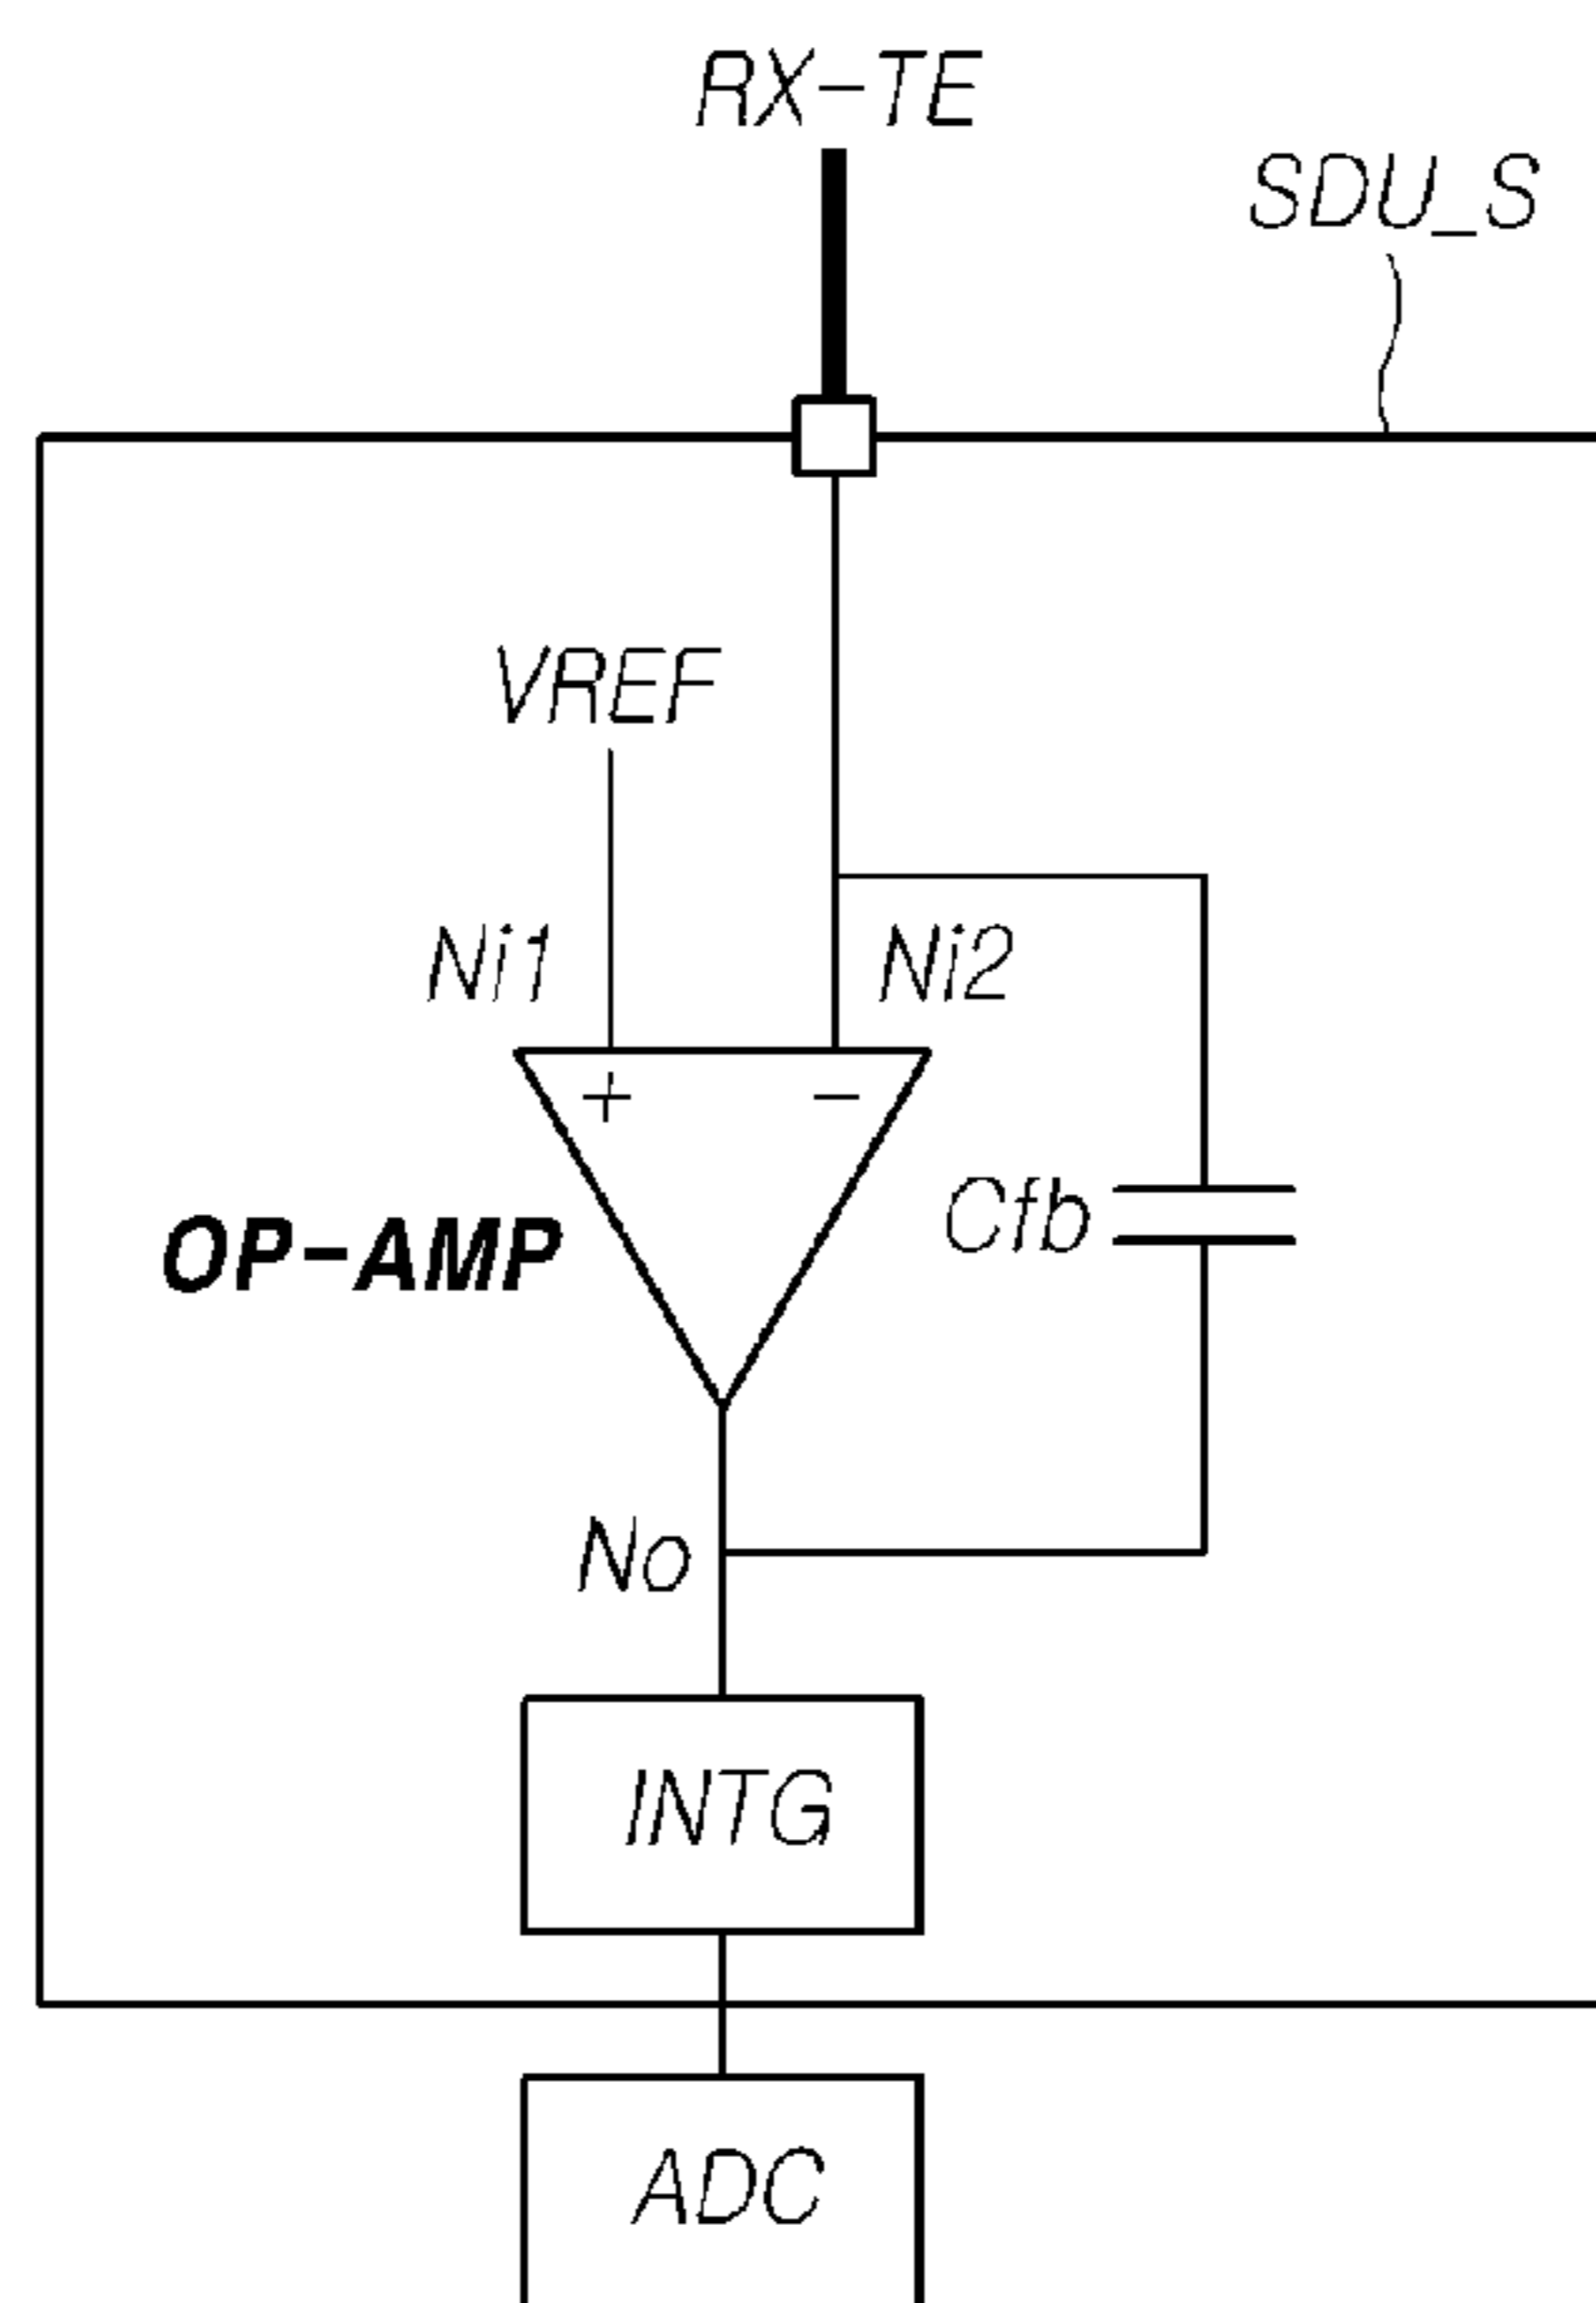 RX-TE
SDU_S
VREF
Ni1
Ni2
+
-
OP-AMP
Cfb
No
INTG
ADC